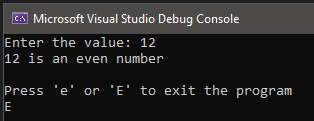 Microsoft Visual Studio Debug Console
Enter the value: 12
12 is an even number
Press 'e' or 'E' to exit the program
E